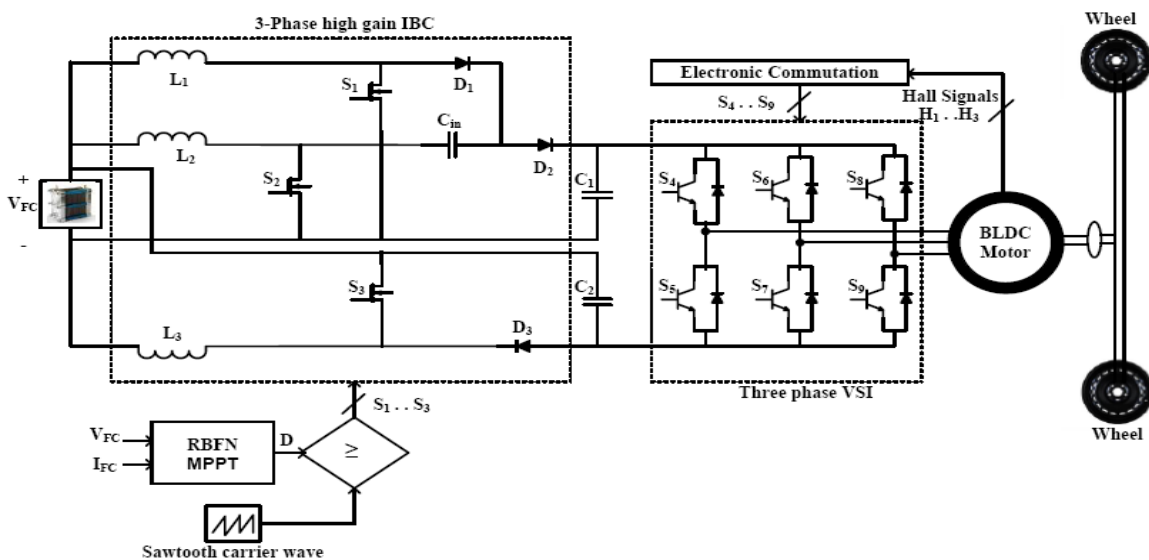 3-Phase high gain IBC
Wheel
L1
S1
D1
Electronic Commutation
S4 . . S9
Hall Signals
H1 . . H3
Cin
L2
D2
S2
C1
S4
S6
S8
+
VFC
-
BLDC
Motor
S3
C2
S5
S7
S9
L3
D3
Three phase VSI
S1 . . S3
Wheel
VFC
IFC
RBFN
MPPT
D
≥
Sawtooth carrier wave